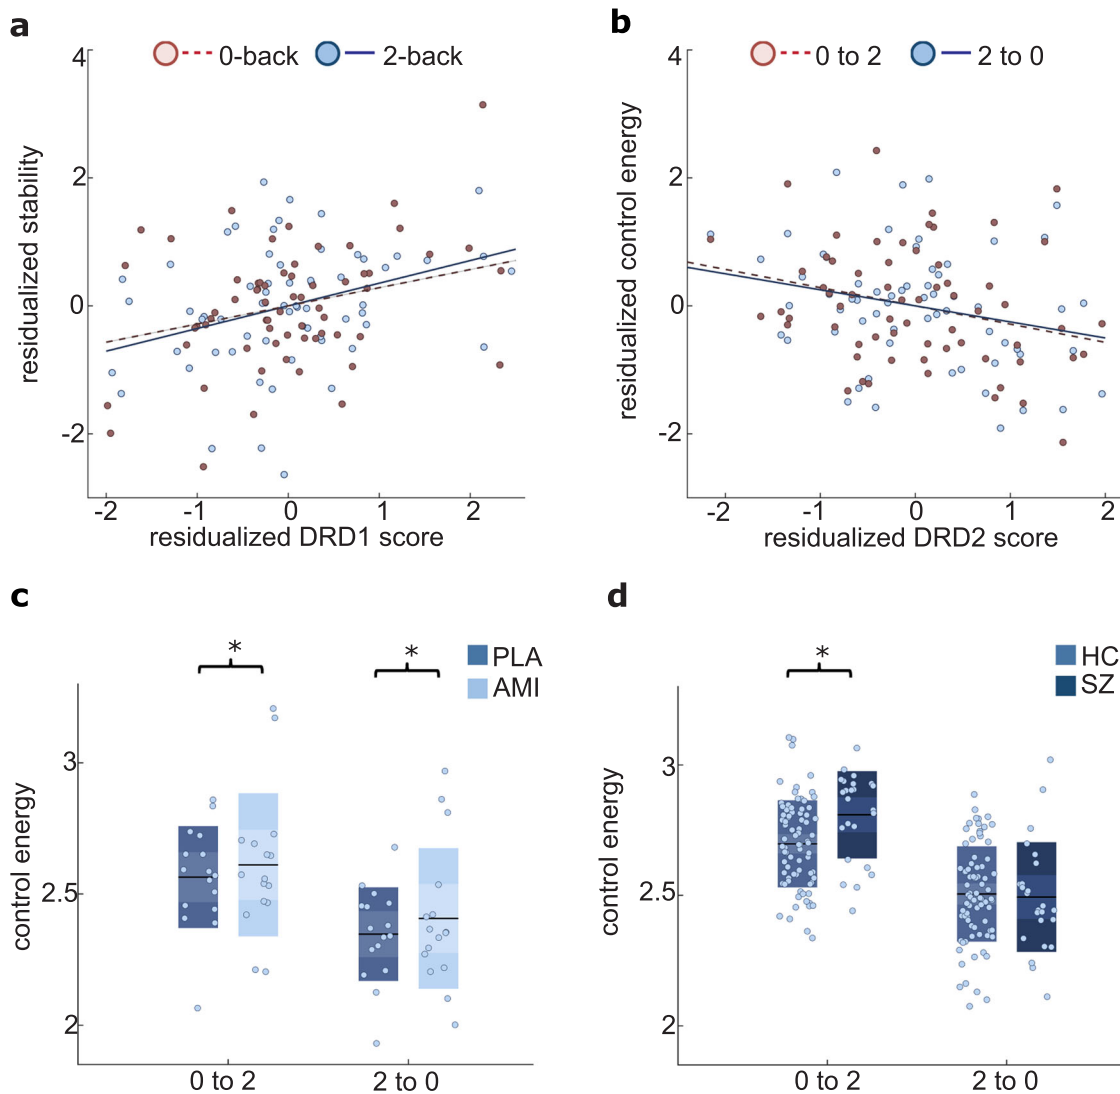 a
b
0-back
2-back
0 to 2
2 to 0
4
2
0
-2
residualized stability
-2
-1
0
1
2
residualized DRD1 score
4
2
0
-2
residualized control energy
-2
-1
0
1
2
residualized DRD2 score
c
d
*
*
PLA
AMI
3
2.5
2
control energy
0 to 2
2 to 0
*
HC
SZ
3
2.5
2
control energy
0 to 2
2 to 0